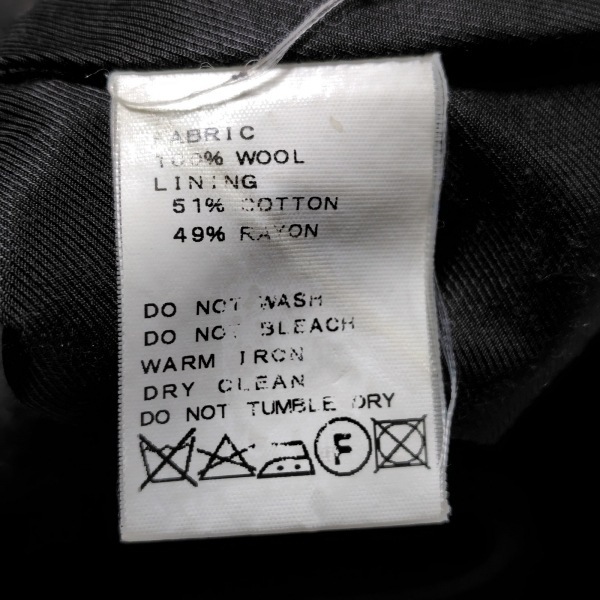 FABRIC
100% WOOL
LINING
51% COTTON
49% RAYON
DO NOT WASH
DO NOT BLEACH
WARM IRON
DRY CLEAN
DO NOT TUMBLE DRY
F